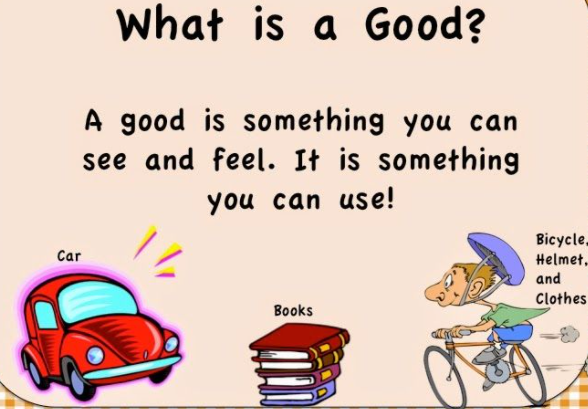 What is a Good?
A good is something you can
see and feel. It is something
you can use!
Car
Books
Bicycle,
Helmet,
and
Clothes